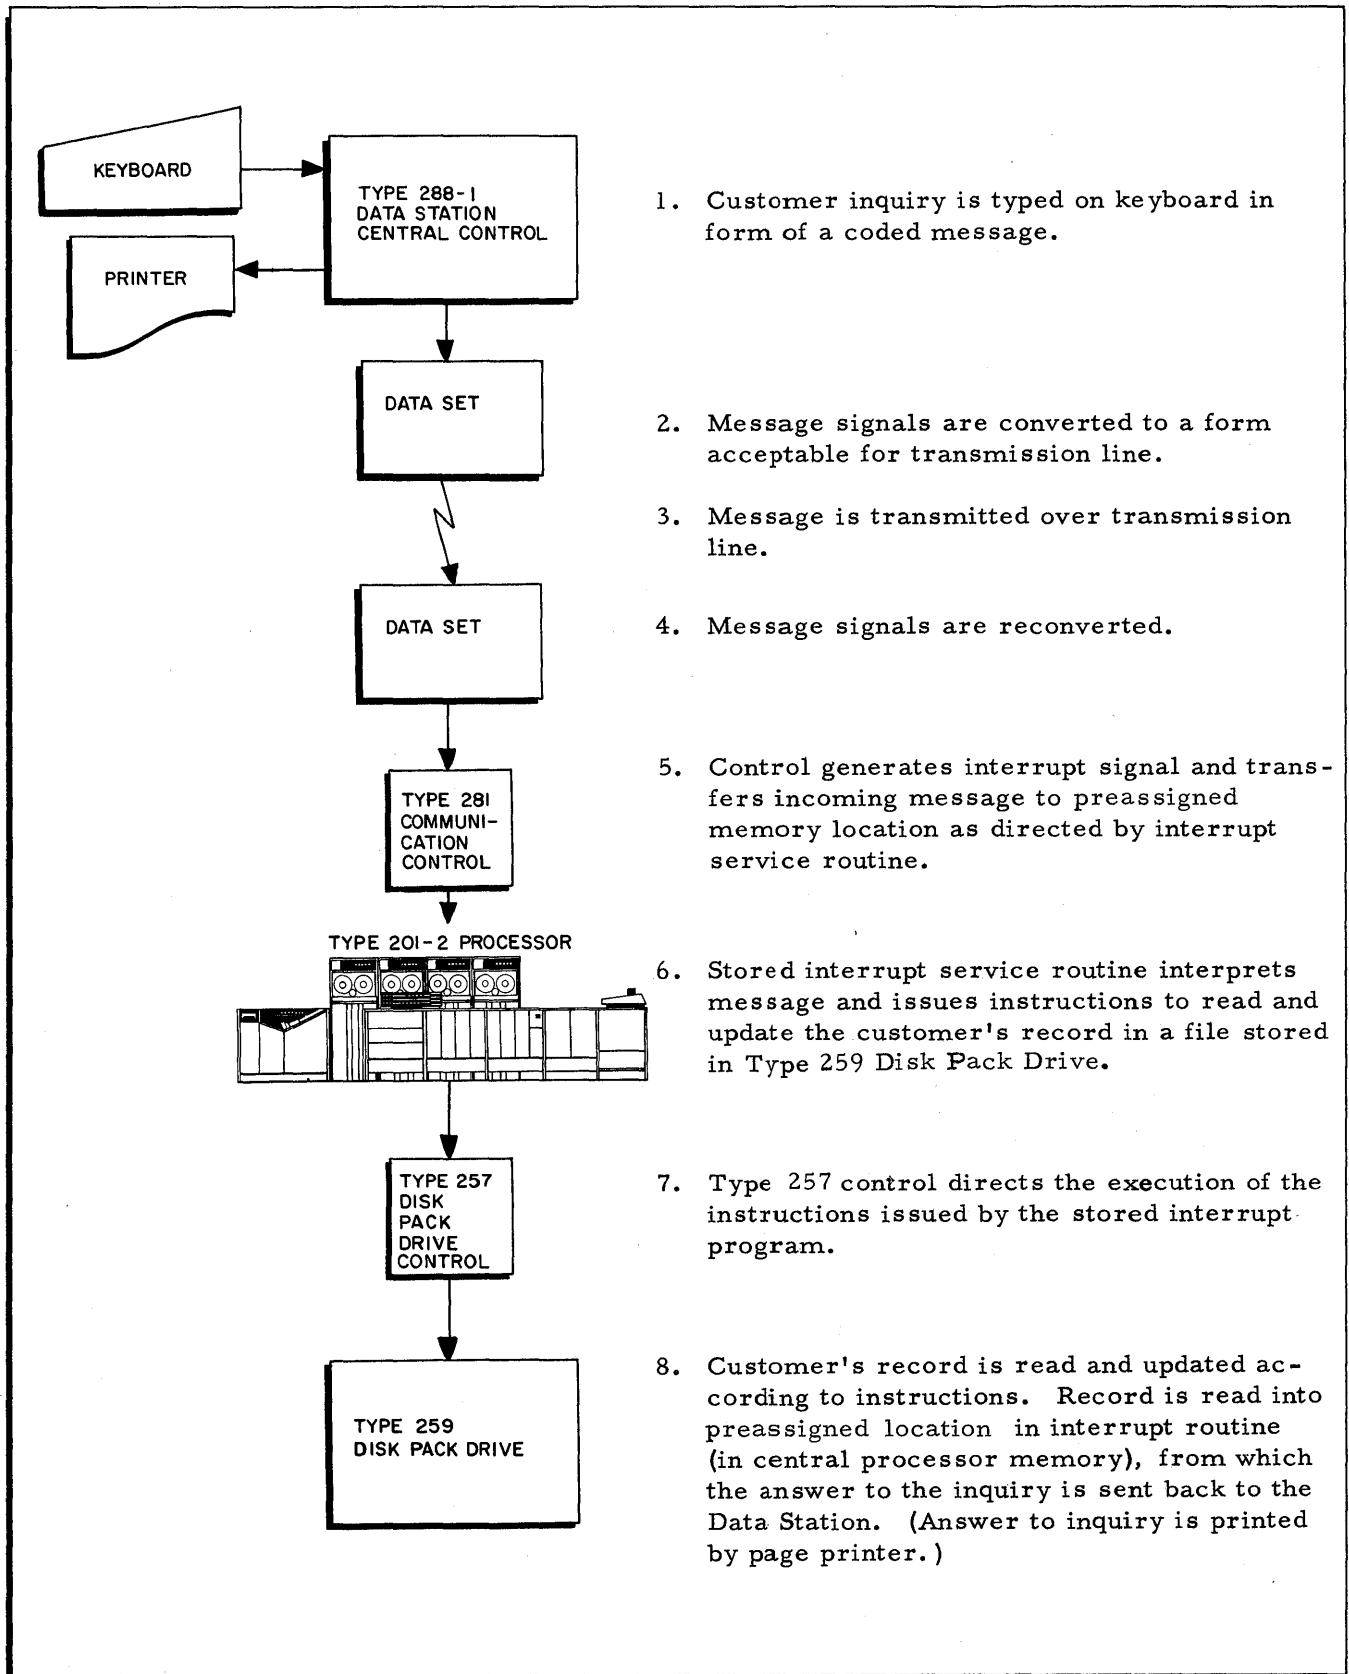 KEYBOARD
PRINTER
TYPE 288-1
DATA STATION
CENTRAL CONTROL
1. Customer inquiry is typed on keyboard in
form of a coded message.
DATA SET
2. Message signals are converted to a form
acceptable for transmission line.
3. Message is transmitted over transmission
line.
DATA SET
4. Message signals are reconverted.
TYPE 281
COMMUNI-
CATION
CONTROL
5. Control generates interrupt signal and trans-
fers incoming message to preassigned
memory location as directed by interrupt
service routine.
TYPE 201-2 PROCESSOR
6. Stored interrupt service routine interprets
message and issues instructions to read and
update the customer's record in a file stored
in Type 259 Disk Pack Drive.
TYPE 257
DISK
PACK
DRIVE
CONTROL
7. Type 257 control directs the execution of the
instructions issued by the stored interrupt
program.
TYPE 259
DISK PACK DRIVE
8. Customer's record is read and updated ac-
cording to instructions. Record is read into
preassigned location in interrupt routine
(in central processor memory), from which
the answer to the inquiry is sent back to the
Data Station. (Answer to inquiry is printed
by page printer.)